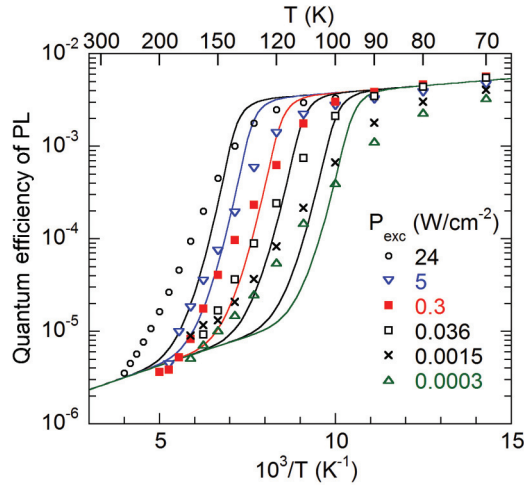 T (K)
300 200 150 120 100 90 80 70
10⁻²
10⁻³
10⁻⁴
10⁻⁵
10⁻⁶
Quantum efficiency of PL
P_exc (W/cm⁻²)
24
5
0.3
0.036
0.0015
0.0003
5 10 15
10³/T (K⁻¹)